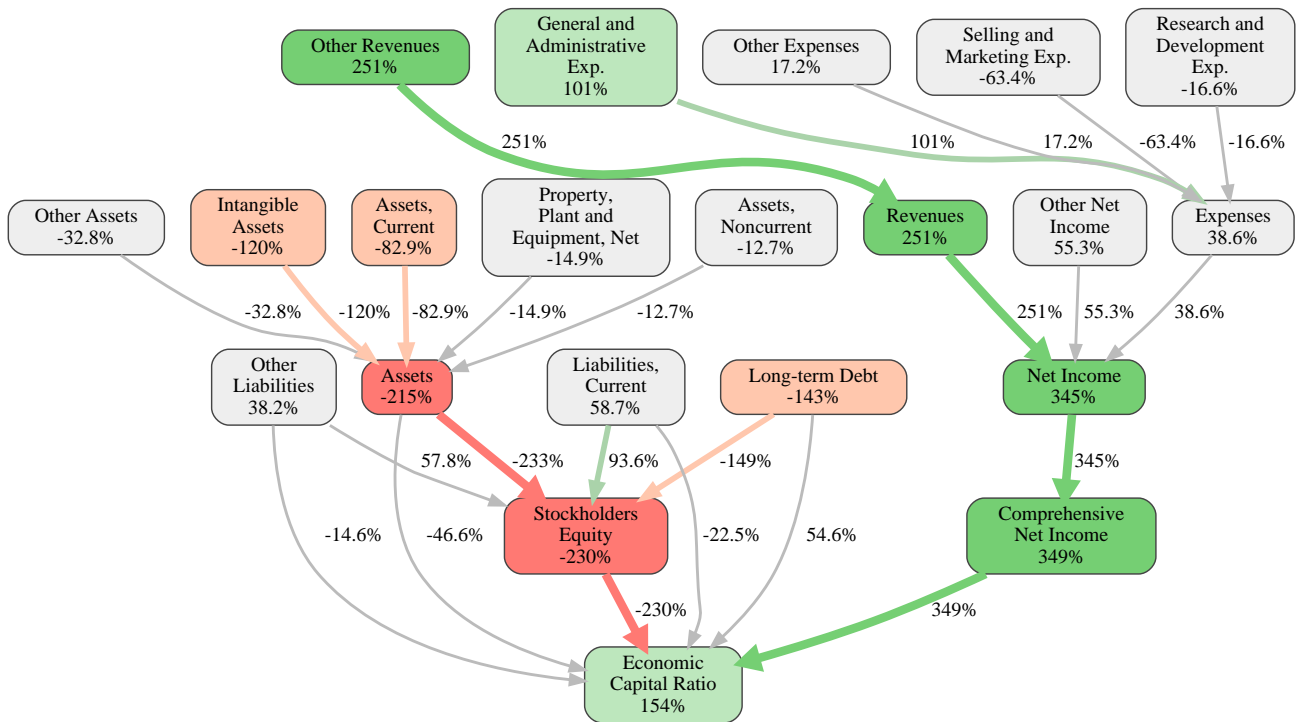 Other Revenues
251%
General and
Administrative
Exp.
101%
Other Expenses
17.2%
Selling and
Marketing Exp.
-63.4%
Research and
Development
Exp.
-16.6%
251%
101%
17.2%
-63.4%
-16.6%
Other Assets
-32.8%
Intangible
Assets
-120%
Assets,
Current
-82.9%
Property,
Plant and
Equipment, Net
-14.9%
Assets,
Noncurrent
-12.7%
Revenues
251%
Other Net
Income
55.3%
Expenses
38.6%
-32.8%
-120%
-82.9%
-14.9%
-12.7%
251%
55.3%
38.6%
Other
Liabilities
38.2%
Assets
-215%
Liabilities,
Current
58.7%
Long-term Debt
-143%
Net Income
345%
57.8%
-233%
93.6%
-149%
345%
-14.6%
-46.6%
Stockholders
Equity
-230%
-22.5%
54.6%
Comprehensive
Net Income
349%
-230%
349%
Economic
Capital Ratio
154%